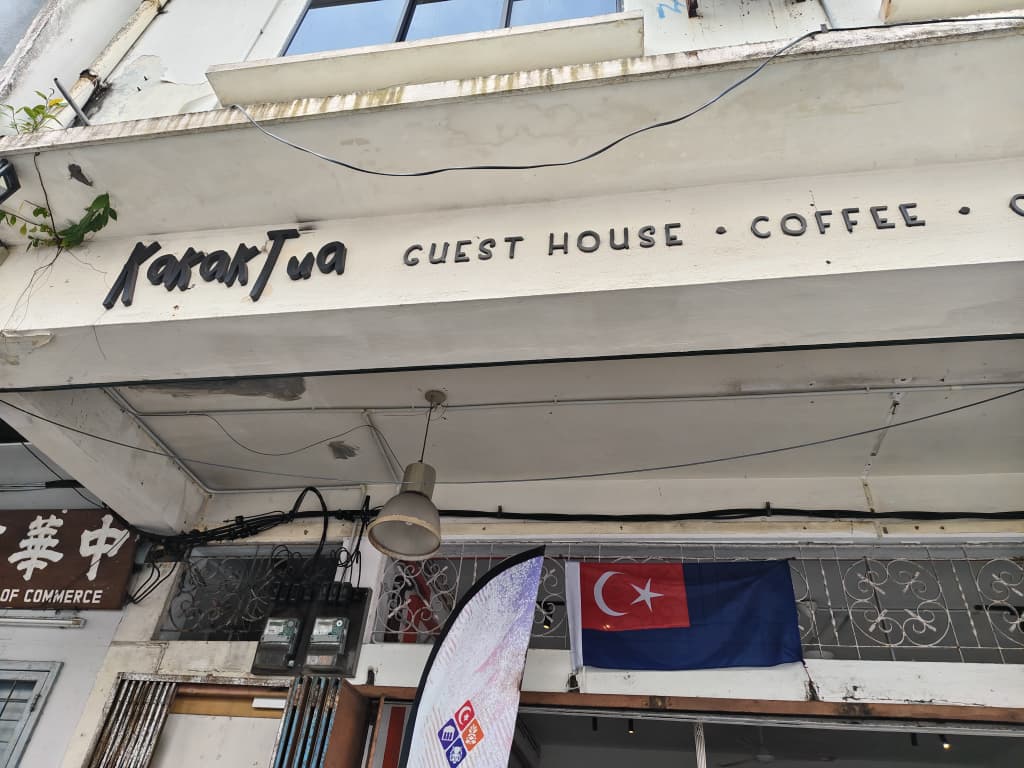 KaKaKTua GUEST HOUSE • COFFEE •
華中
OF COMMERCE